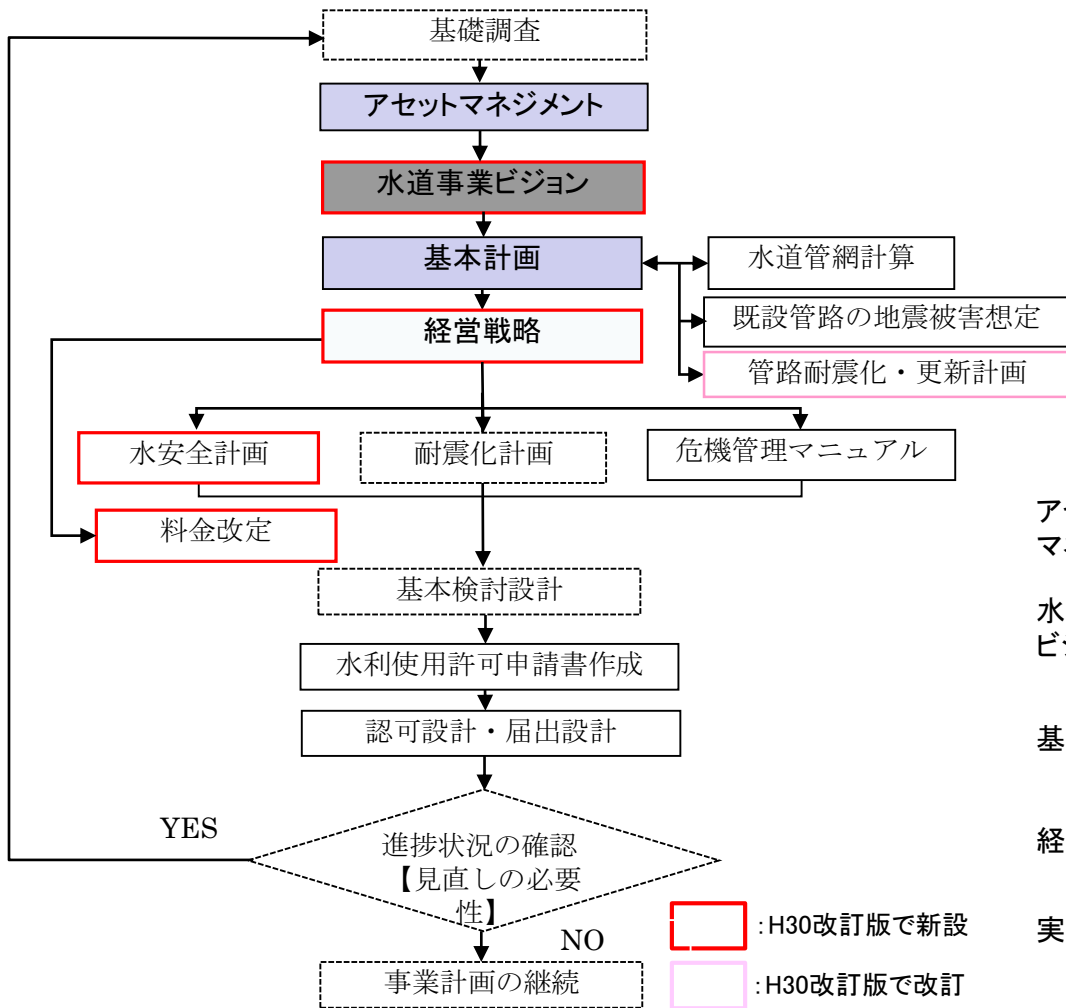 基礎調査
アセットマネジメント
水道事業ビジョン
基本計画
水道管網計算
既設管路の地震被害想定
経営戦略
管路耐震化・更新計画
水安全計画
耐震化計画
危機管理マニュアル
料金改定
基本検討設計
水利使用許可申請書作成
認可設計・届出設計
YES
進捗状況の確認
【見直しの必要
性】
NO
事業計画の継続
:H30改訂版で新設
:H30改訂版で改訂
ア
マ
水
ビ
基
経
実